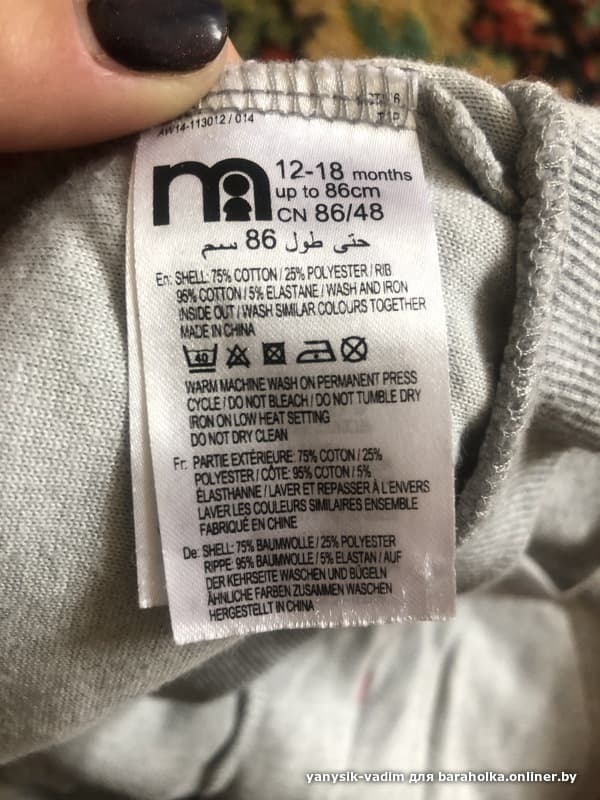 AW14-113012 / 014
m
12-18 months
up to 86cm
CN 86/48
حتى طول 86 سم
En: SHELL: 75% COTTON / 25% POLYESTER / RIB
95% COTTON / 5% ELASTANE / WASH AND IRON
INSIDE OUT / WASH SIMILAR COLOURS TOGETHER
MADE IN CHINA
40
WARM MACHINE WASH ON PERMANENT PRESS
CYCLE / DO NOT BLEACH / DO NOT TUMBLE DRY
IRON ON LOW HEAT SETTING
DO NOT DRY CLEAN
Fr: PARTIE EXTÉRIEURE: 75% COTON / 25%
POLYESTER / CÔTE: 95% COTON / 5%
ÉLASTHANNE / LAVER ET REPASSER À L'ENVERS
LAVER LES COULEURS SIMILAIRES ENSEMBLE
FABRIQUÉ EN CHINE
De: SHELL: 75% BAUMWOLLE / 25% POLYESTER
RIPPE: 95% BAUMWOLLE / 5% ELASTAN / AUF
DER KEHRSEITE WASCHEN UND BÜGELN
ÄHNLICHE FARBEN ZUSAMMEN WASCHEN
HERGESTELLT IN CHINA
yanysik-vadim для baraholka.onliner.by